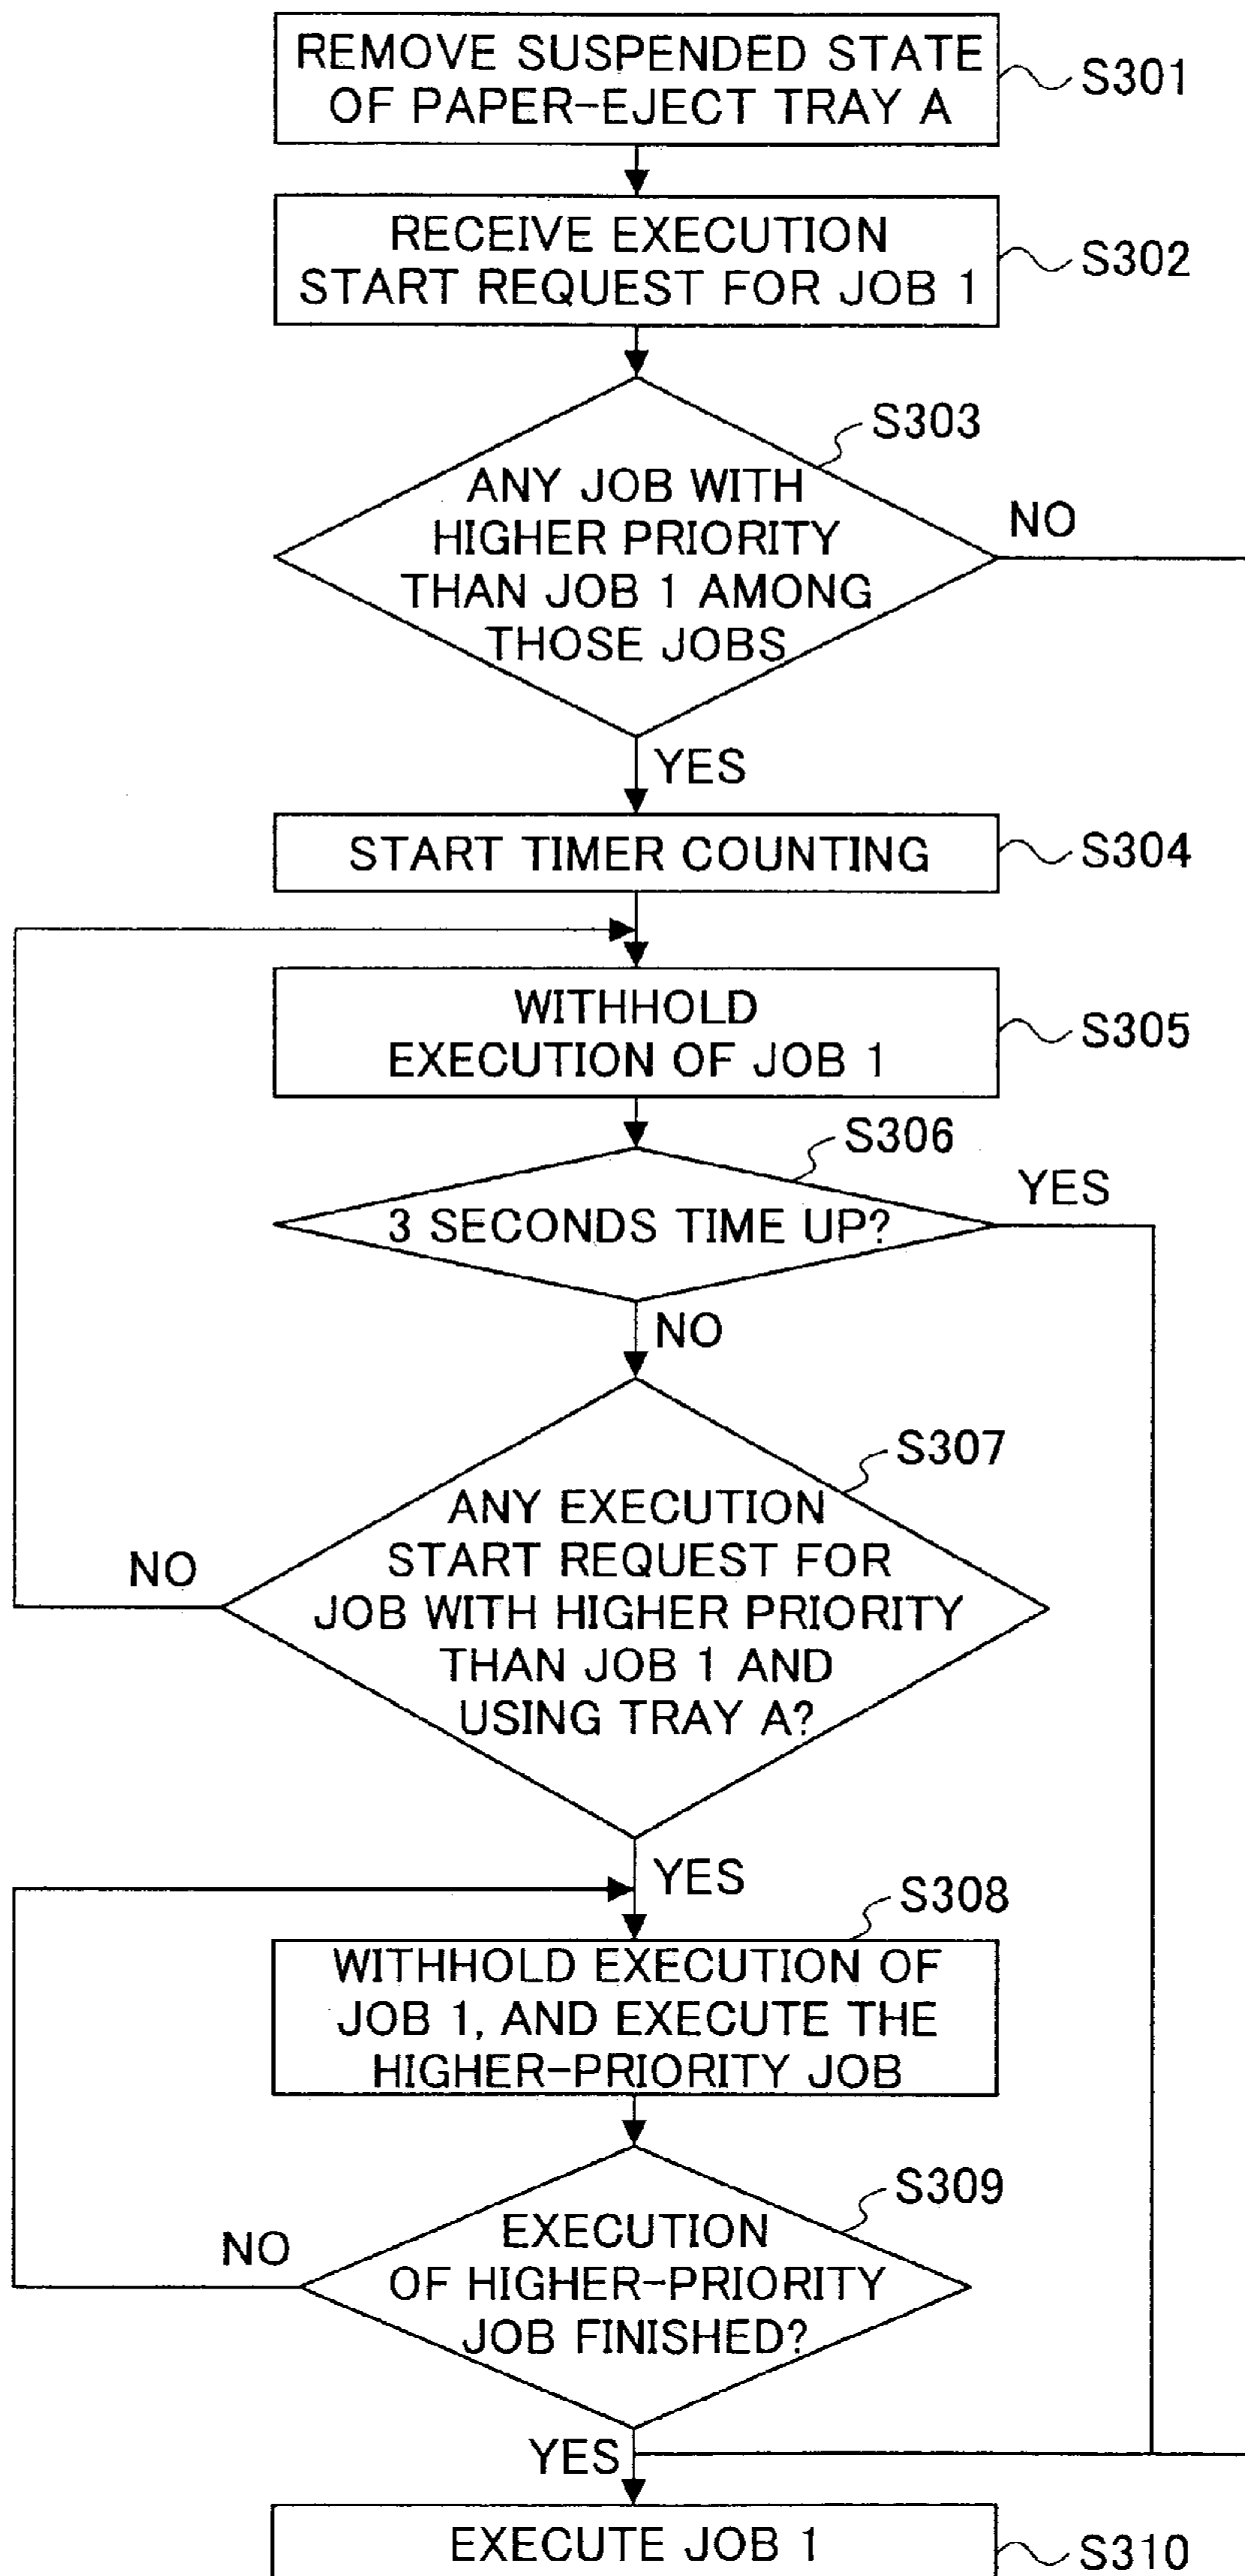 REMOVE SUSPENDED STATE
OF PAPER-EJECT TRAY A
S301
RECEIVE EXECUTION
START REQUEST FOR JOB 1
S302
S303
ANY JOB WITH
HIGHER PRIORITY
THAN JOB 1 AMONG
THOSE JOBS
NO
YES
START TIMER COUNTING
S304
WITHHOLD
EXECUTION OF JOB 1
S305
S306
3 SECONDS TIME UP?
YES
NO
S307
ANY EXECUTION
START REQUEST FOR
JOB WITH HIGHER PRIORITY
THAN JOB 1 AND
USING TRAY A?
NO
YES
S308
WITHHOLD EXECUTION OF
JOB 1, AND EXECUTE THE
HIGHER-PRIORITY JOB
S309
EXECUTION
OF HIGHER-PRIORITY
JOB FINISHED?
NO
YES
EXECUTE JOB 1
S310